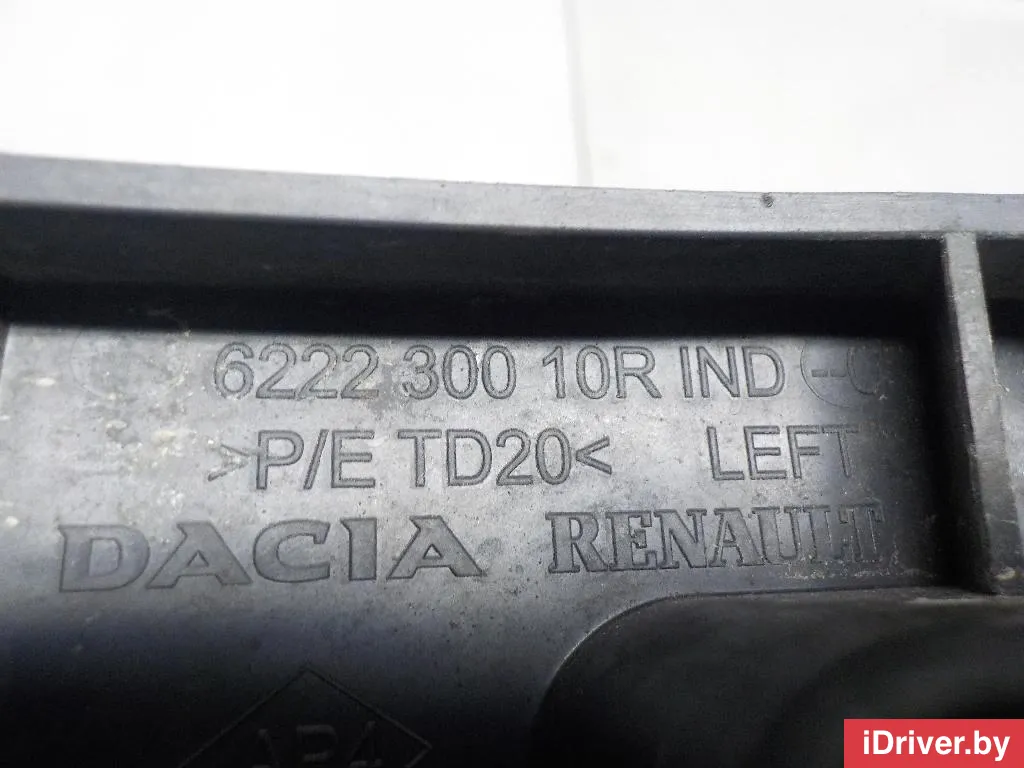 6222 300 10R IND --C
>P/E TD20< LEFT
DACIA RENAULT
iDriver.by